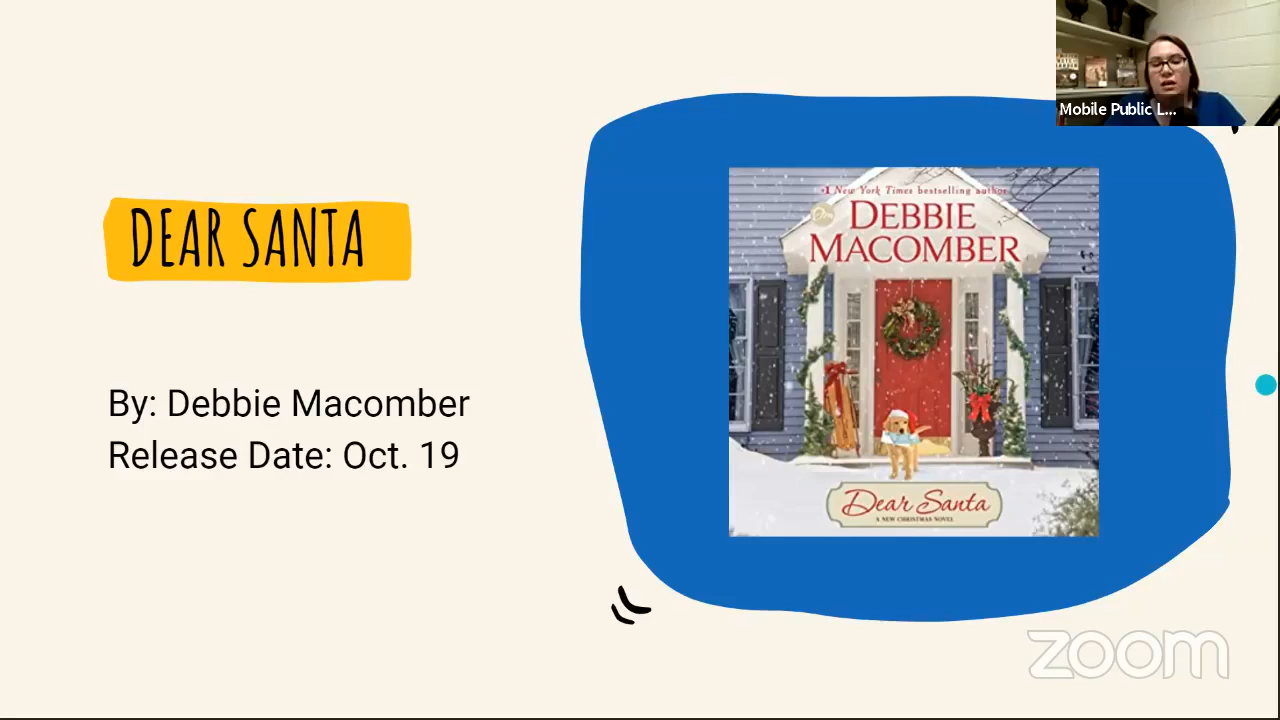 Mobile Public L...
DEAR SANTA
By: Debbie Macomber
Release Date: Oct. 19
#1 New York Times bestselling author
DEBBIE
MACOMBER
Dear Santa
A NEW CHRISTMAS NOVEL
zoom